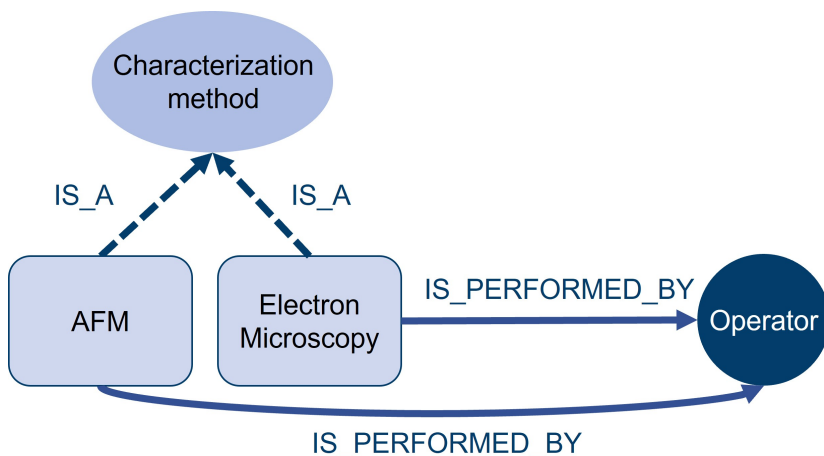 Characterization
method
IS_A
IS_A
AFM
Electron
Microscopy
IS_PERFORMED_BY
Operator
IS_PERFORMED_BY